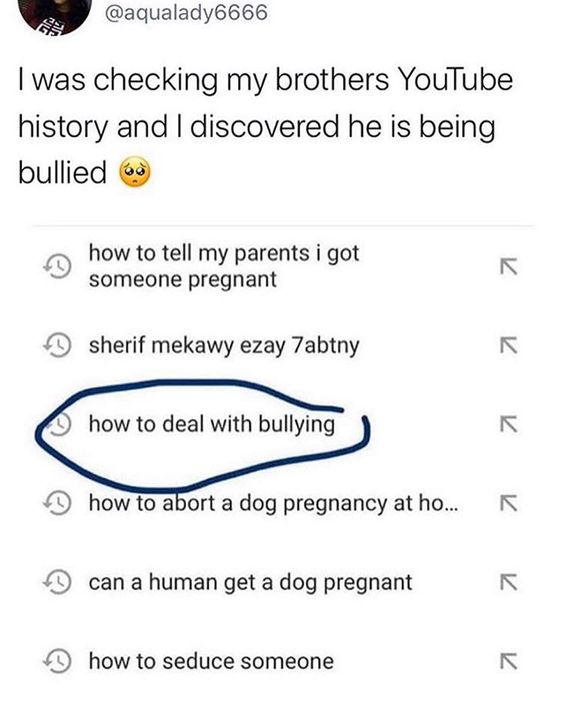 @aqualady6666
I was checking my brothers YouTube
history and I discovered he is being
bullied 🥺
how to tell my parents i got
someone pregnant
sherif mekawy ezay 7abtny
how to deal with bullying
how to abort a dog pregnancy at ho...
can a human get a dog pregnant
how to seduce someone